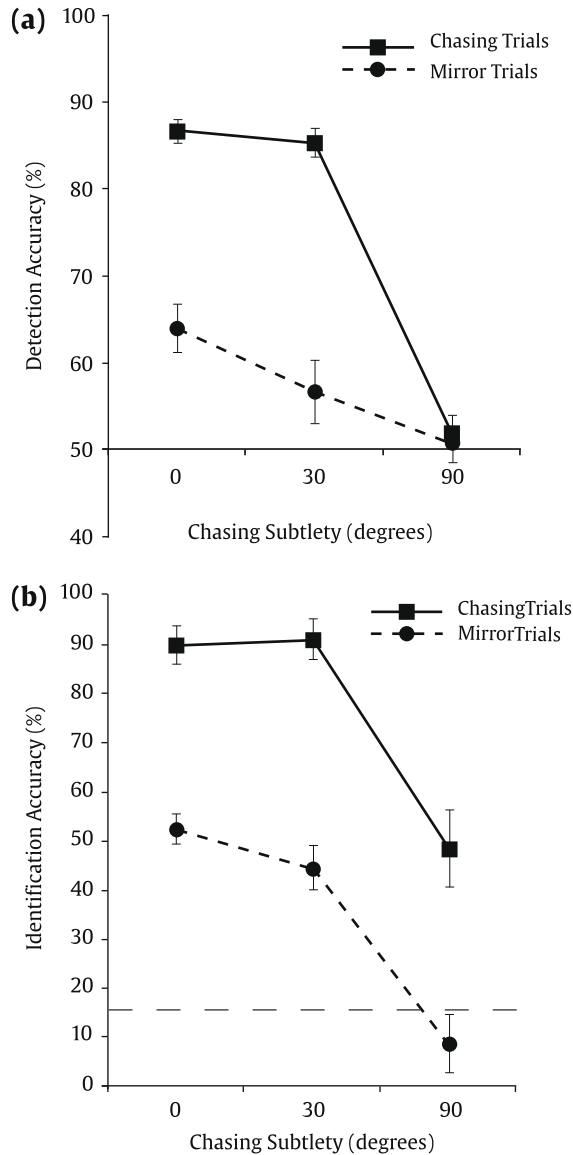 (a)
100
90
80
70
60
50
40
Detection Accuracy (%)
Chasing Trials
Mirror Trials
0 30 90
Chasing Subtlety (degrees)
(b)
100
90
80
70
60
50
40
30
20
10
0
Identification Accuracy (%)
ChasingTrials
MirrorTrials
0 30 90
Chasing Subtlety (degrees)